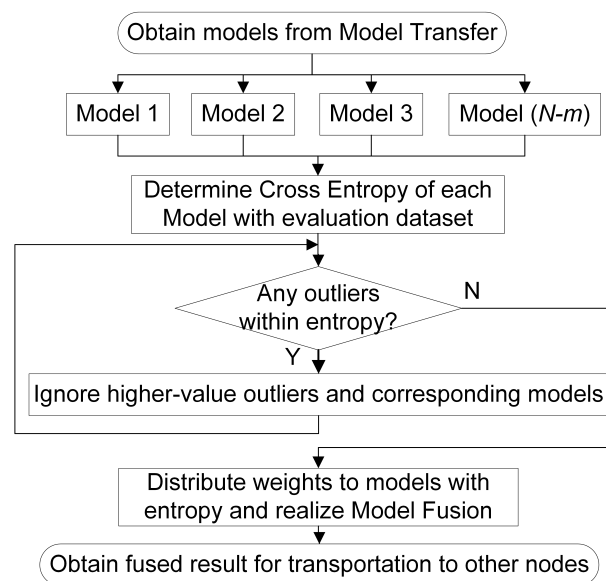 Obtain models from Model Transfer
Model 1
Model 2
Model 3
Model (N-m)
Determine Cross Entropy of each
Model with evaluation dataset
Any outliers
within entropy?
N
Y
Ignore higher-value outliers and corresponding models
Distribute weights to models with
entropy and realize Model Fusion
Obtain fused result for transportation to other nodes